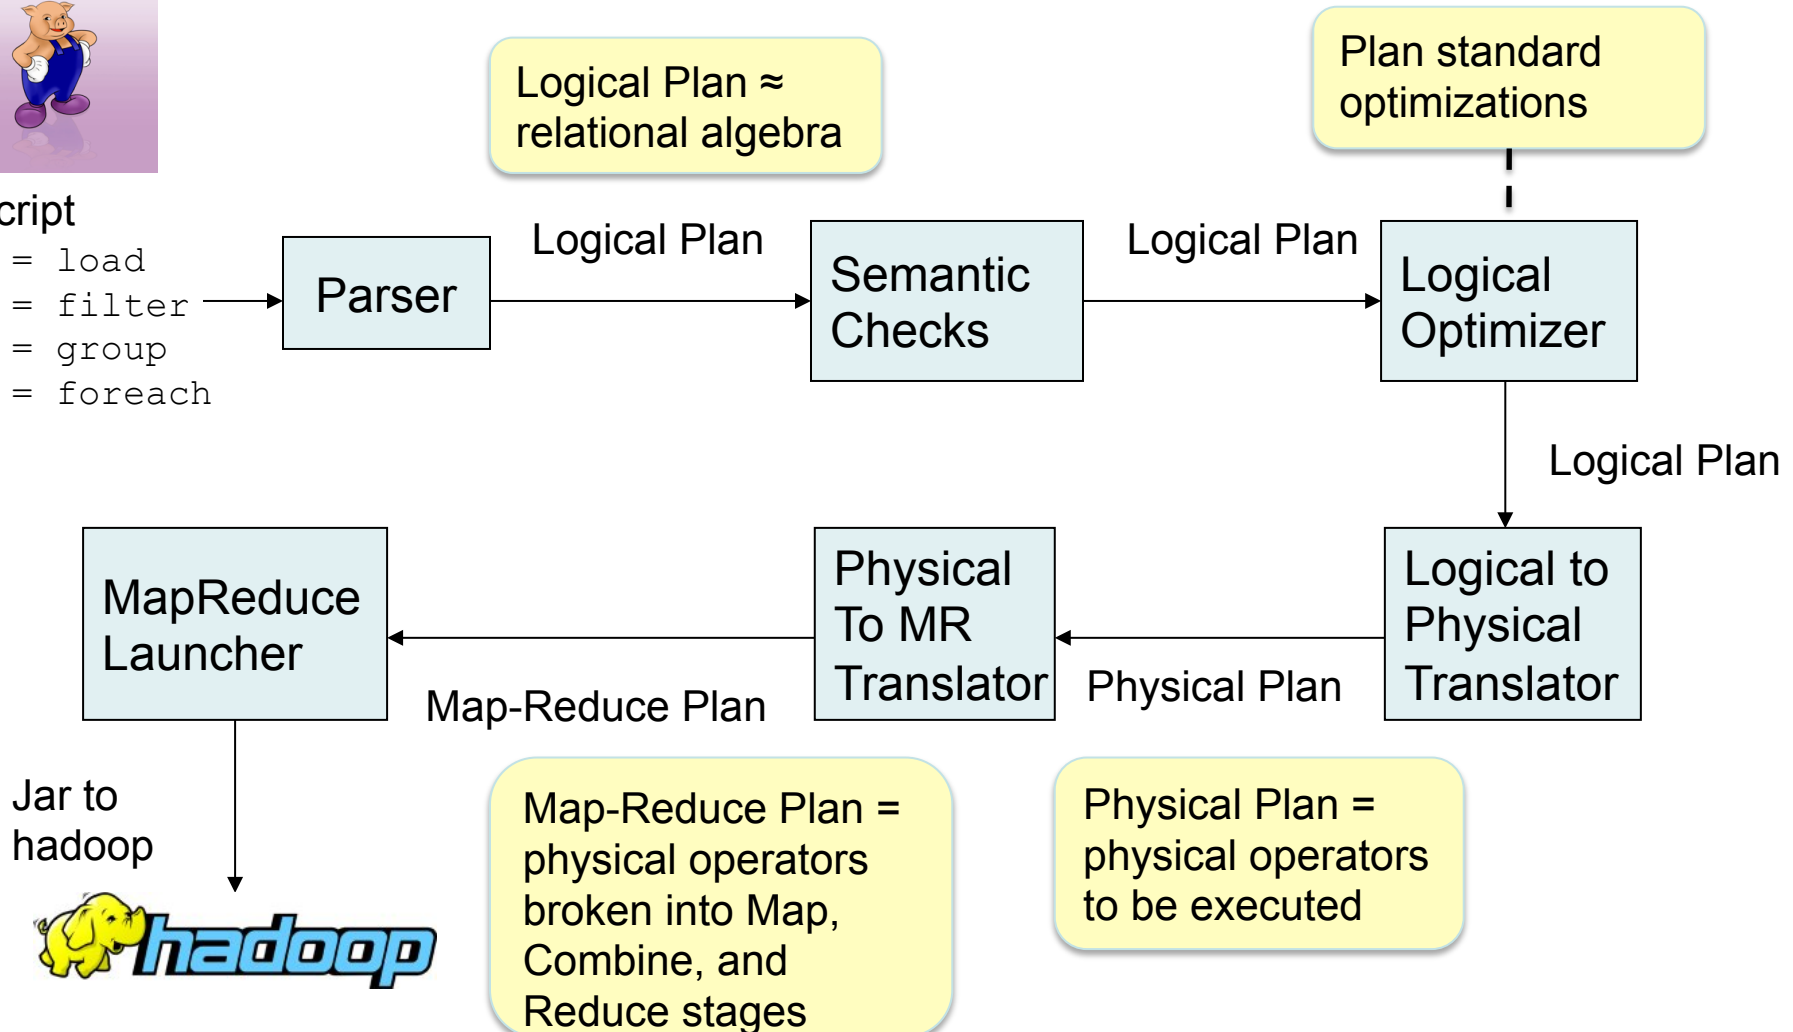 Logical Plan ≈
relational algebra
Plan standard
optimizations
cript
= load
= filter
= group
= foreach
Parser
Logical Plan
Semantic
Checks
Logical Plan
Logical
Optimizer
Logical Plan
Logical to
Physical
Translator
Physical Plan
Physical
To MR
Translator
Map-Reduce Plan
MapReduce
Launcher
Jar to
hadoop
hadoop
Map-Reduce Plan =
physical operators
broken into Map,
Combine, and
Reduce stages
Physical Plan =
physical operators
to be executed